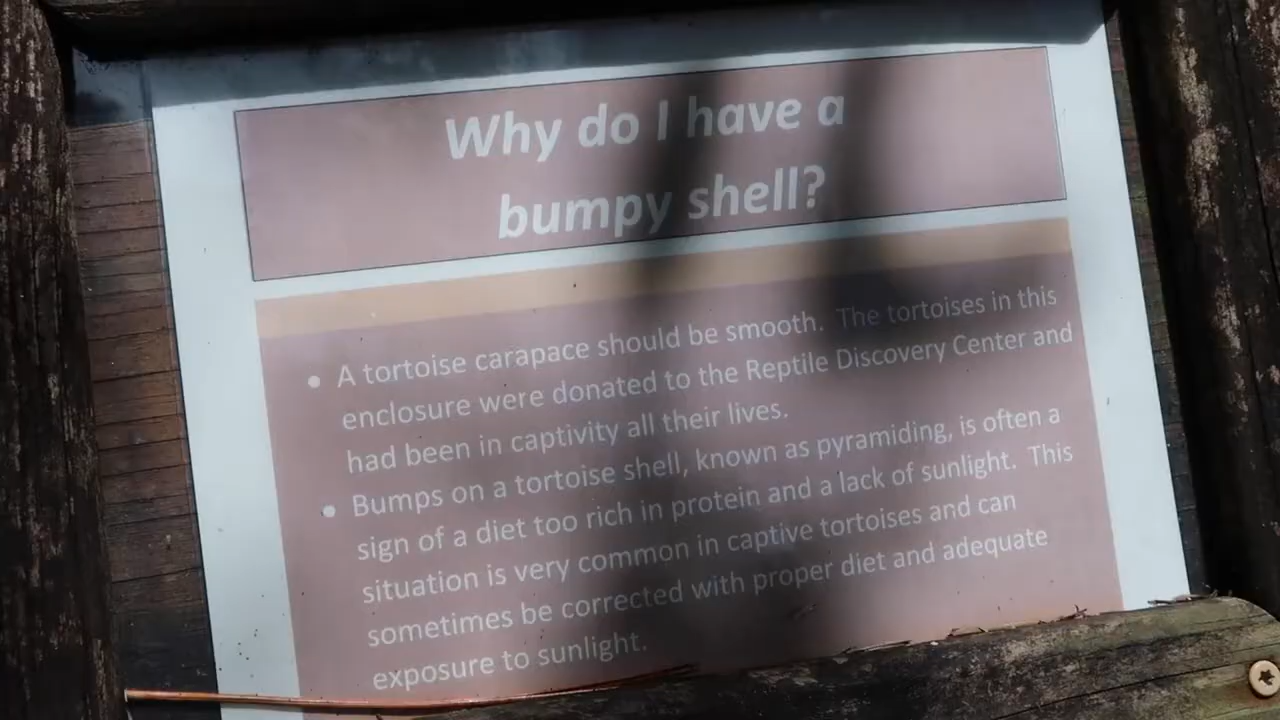 Why do I have a
bumpy shell?
• A tortoise carapace should be smooth. The tortoises in this
enclosure were donated to the Reptile Discovery Center and
had been in captivity all their lives.
• Bumps on a tortoise shell, known as pyramiding, is often a
sign of a diet too rich in protein and a lack of sunlight. This
situation is very common in captive tortoises and can
sometimes be corrected with proper diet and adequate
exposure to sunlight.